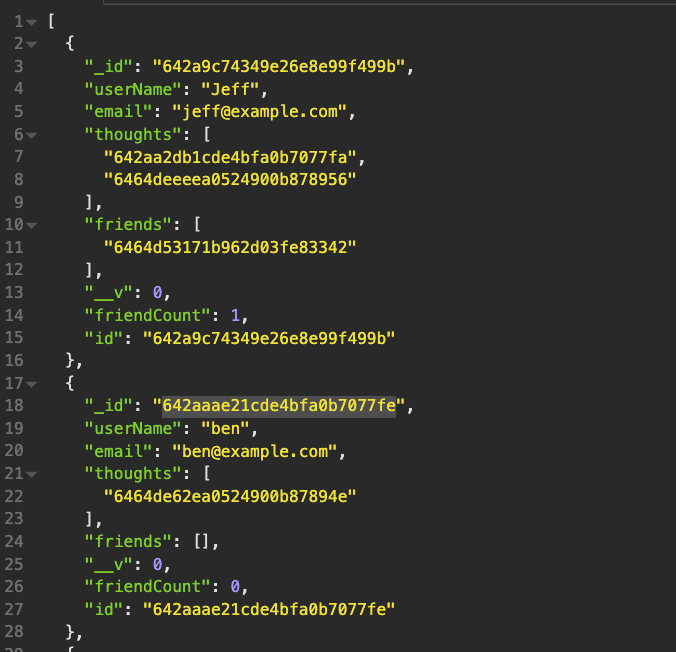 1 [
2 {
3 "_id": "642a9c74349e26e8e99f499b",
4 "userName": "Jeff",
5 "email": "jeff@example.com",
6 "thoughts": [
7 "642aa2db1cde4bfa0b7077fa",
8 "6464deeeea0524900b878956"
9 ],
10 "friends": [
11 "6464d53171b962d03fe83342"
12 ],
13 "__v": 0,
14 "friendCount": 1,
15 "id": "642a9c74349e26e8e99f499b"
16 },
17 {
18 "_id": "642aaae21cde4bfa0b7077fe",
19 "userName": "ben",
20 "email": "ben@example.com",
21 "thoughts": [
22 "6464de62ea0524900b87894e"
23 ],
24 "friends": [],
25 "__v": 0,
26 "friendCount": 0,
27 "id": "642aaae21cde4bfa0b7077fe"
28 },